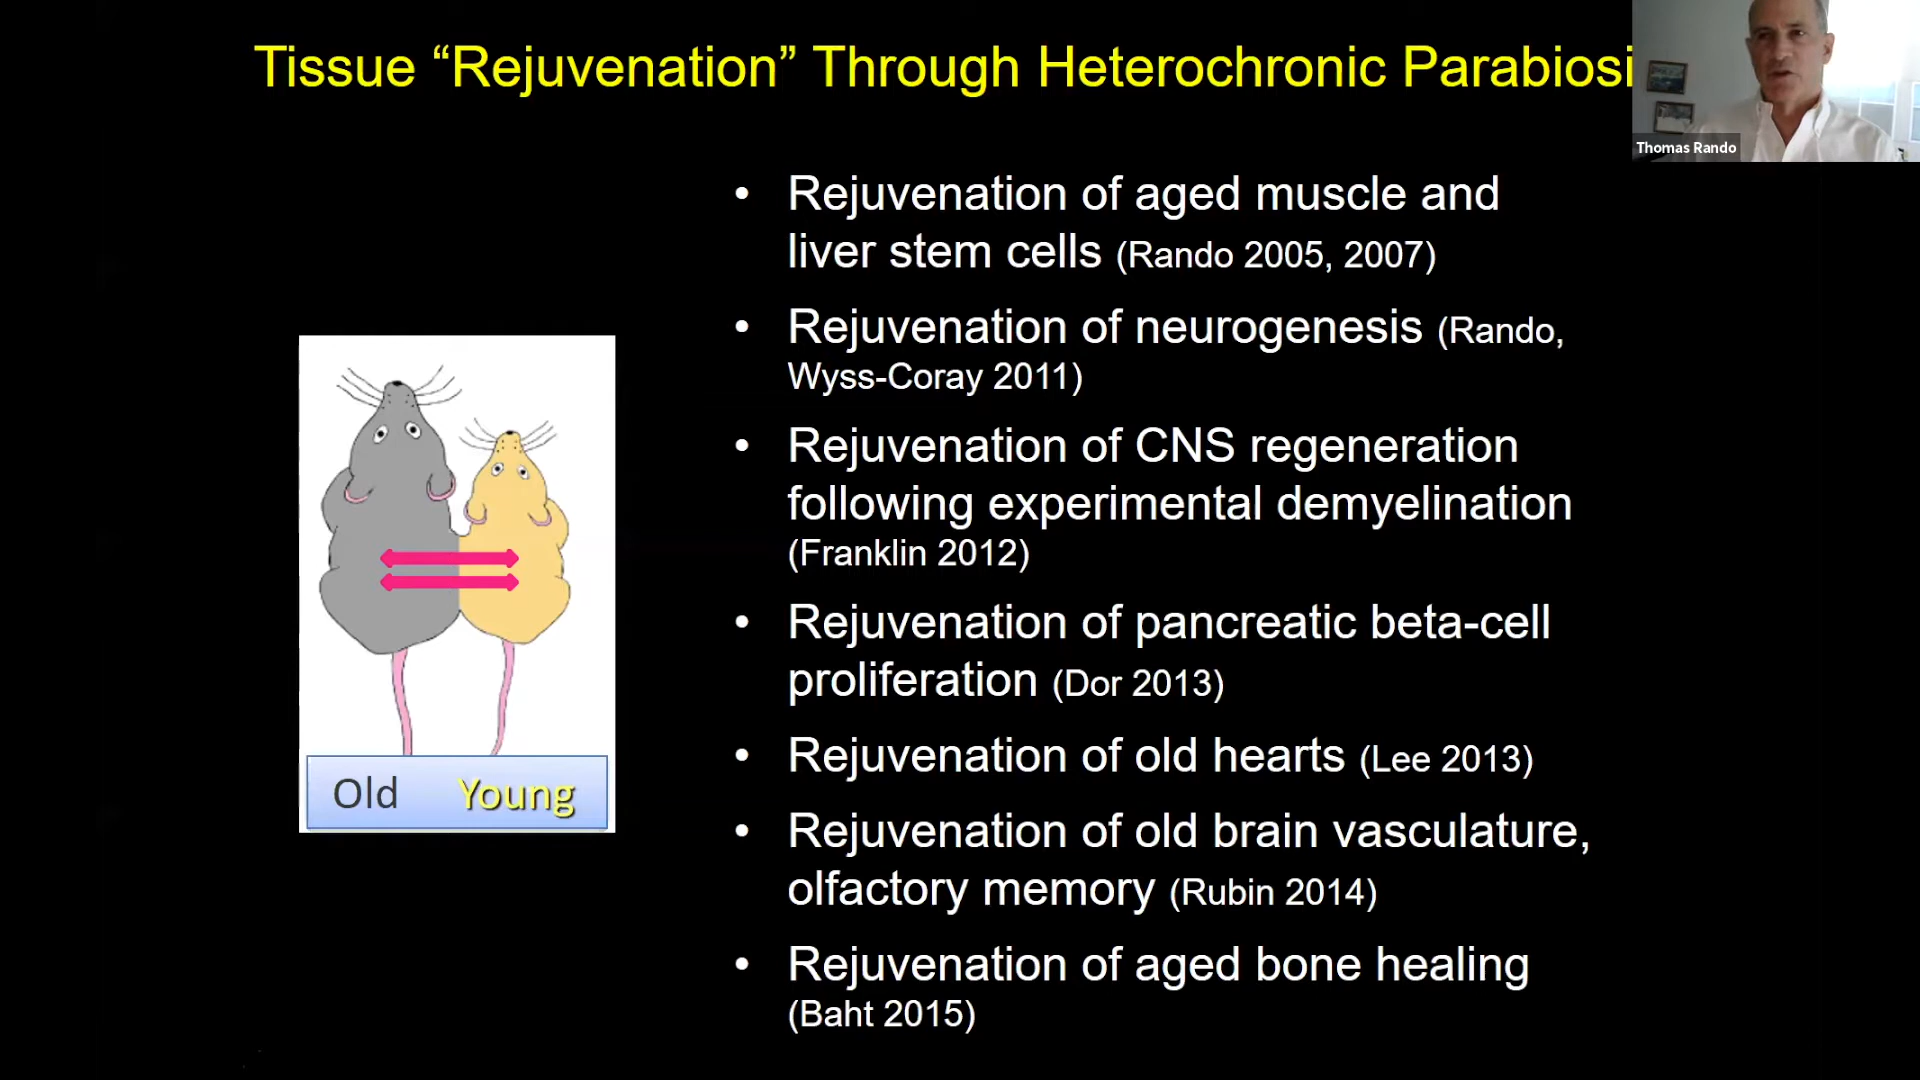 Tissue “Rejuvenation” Through Heterochronic Parabiosi
Thomas Rando
• Rejuvenation of aged muscle and
liver stem cells (Rando 2005, 2007)
• Rejuvenation of neurogenesis (Rando,
Wyss-Coray 2011)
• Rejuvenation of CNS regeneration
following experimental demyelination
(Franklin 2012)
• Rejuvenation of pancreatic beta-cell
proliferation (Dor 2013)
• Rejuvenation of old hearts (Lee 2013)
• Rejuvenation of old brain vasculature,
olfactory memory (Rubin 2014)
• Rejuvenation of aged bone healing
(Baht 2015)
Old Young